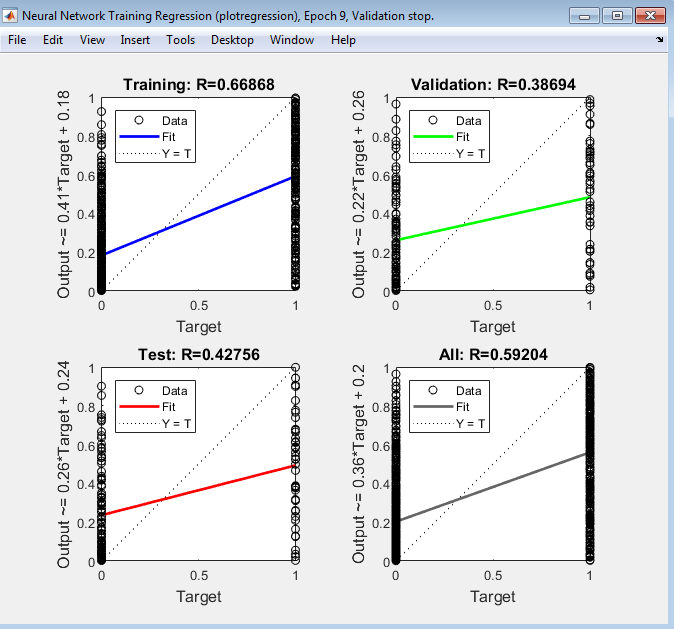 Neural Network Training Regression (plotregression), Epoch 9, Validation stop.
File Edit View Insert Tools Desktop Window Help
Training: R=0.66868
Output ~= 0.41*Target + 0.18
1
0.8
0.6
0.4
0.2
0
Data
Fit
Y = T
0 0.5 1
Target
Validation: R=0.38694
Output ~= 0.22*Target + 0.26
1
0.8
0.6
0.4
0.2
0
Data
Fit
Y = T
0 0.5 1
Target
Test: R=0.42756
Output ~= 0.26*Target + 0.24
1
0.8
0.6
0.4
0.2
0
Data
Fit
Y = T
0 0.5 1
Target
All: R=0.59204
Output ~= 0.36*Target + 0.2
1
0.8
0.6
0.4
0.2
0
Data
Fit
Y = T
0 0.5 1
Target